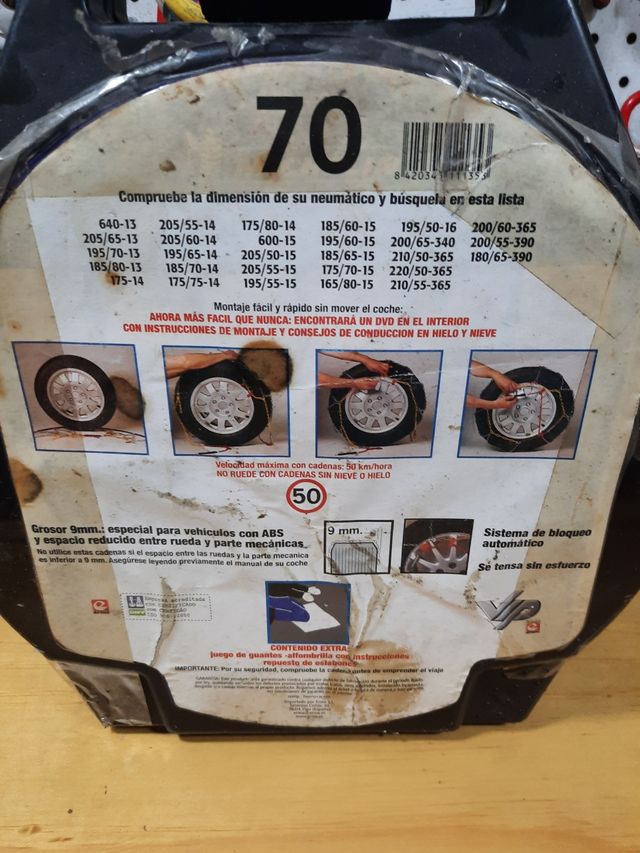 70
Compruebe la dimensión de su neumático y búsquela en esta lista
640-13 205/55-14 175/80-14 185/60-15 195/50-16 200/60-365
205/65-13 205/60-14 600-15 195/60-15 200/65-340 200/55-390
195/70-13 195/65-14 205/50-15 185/65-15 210/50-365 180/65-390
185/80-13 185/70-14 205/55-15 175/70-15 220/50-365
175-14 175/75-14 195/55-15 165/80-15 210/55-365
Montaje fácil y rápido sin mover el coche:
AHORA MÁS FACIL QUE NUNCA: ENCONTRARÁ UN DVD EN EL INTERIOR
CON INSTRUCCIONES DE MONTAJE Y CONSEJOS DE CONDUCCION EN HIELO Y NIEVE
Velocidad máxima con cadenas: 50 km/hora
NO RUEDE CON CADENAS SIN NIEVE O HIELO
50
Grosor 9mm.: especial para vehículos con ABS
y espacio reducido entre rueda y parte mecánicas
No utilice estas cadenas si el espacio entre las ruedas y la parte mecanica
es inferior a 9 mm. Asegúrese leyendo previamente el manual de su coche
9 mm.
Sistema de bloqueo
automático
Se tensa sin esfuerzo
Empresa acreditada
con CERTIFICADO
CONTENIDO EXTRA:
juego de guantes -alfombrilla con instrucciones-
repuesto de eslabones
IMPORTANTE: Por su seguridad, compruebe la cadena antes de emprender el viaje